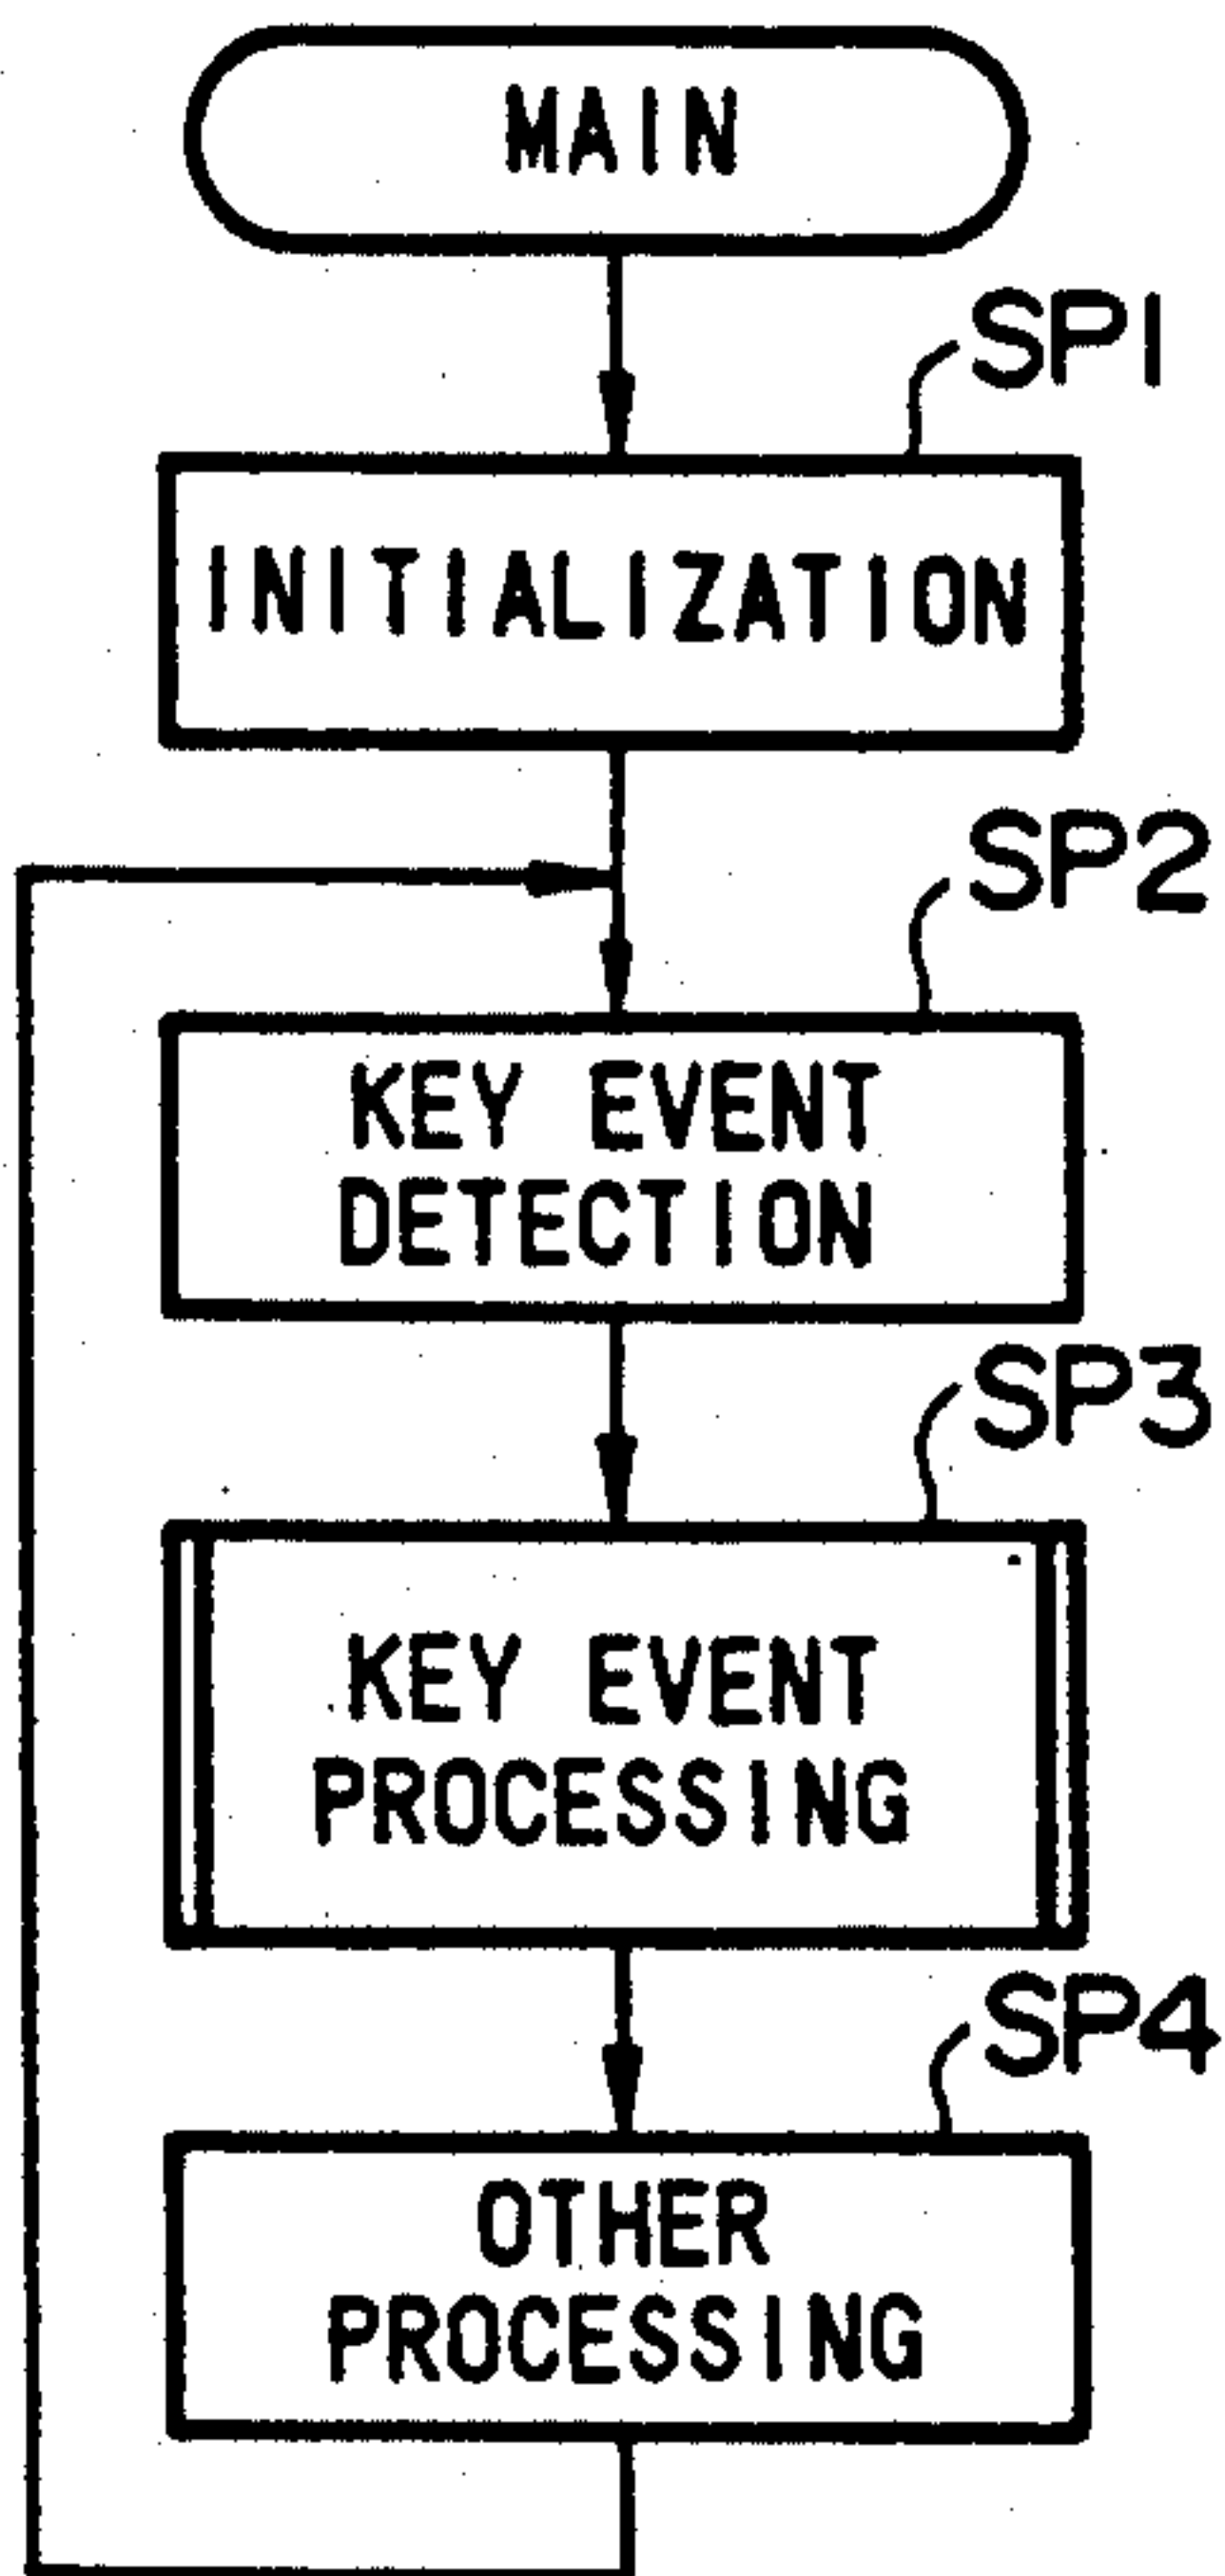 MAIN
SP1
INITIALIZATION
SP2
KEY EVENT
DETECTION
SP3
KEY EVENT
PROCESSING
SP4
OTHER
PROCESSING